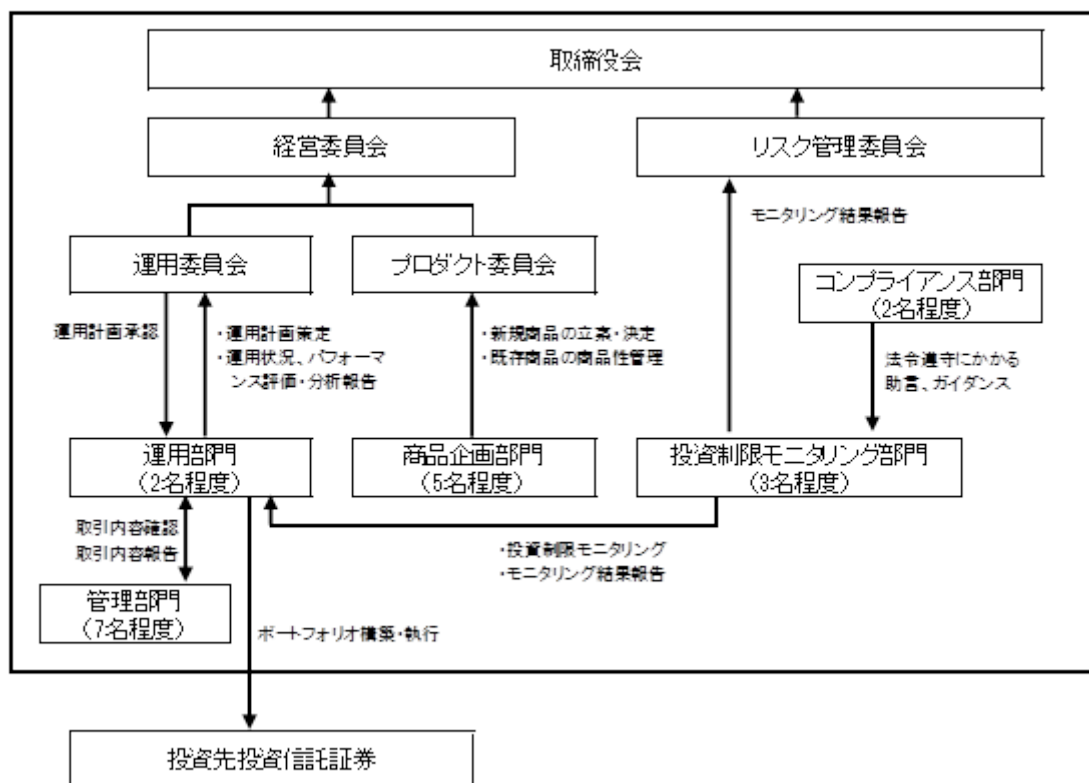 取締役会
経営委員会
リスク管理委員会
モニタリング結果報告
運用委員会
プロダクト委員会
コンプライアンス部門
(2名程度)
運用計画承認
・運用計画策定
・運用状況、パフォーマ
ンス評価・分析報告
・新規商品の立案・決定
・既存商品の商品性管理
法令遵守にかかる
助言、ガイダンス
運用部門
(2名程度)
商品企画部門
(5名程度)
投資制限モニタリング部門
(3名程度)
取引内容確認
取引内容報告
・投資制限モニタリング
・モニタリング結果報告
管理部門
(7名程度)
ポートフォリオ構築・執行
投資先投資信託証券